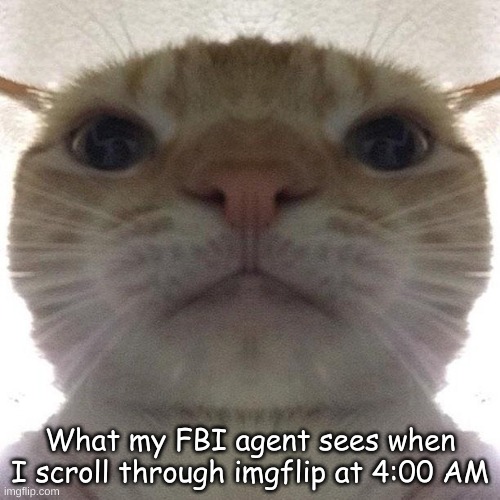 What my FBI agent sees when
I scroll through imgflip at 4:00 AM
imgflip.com